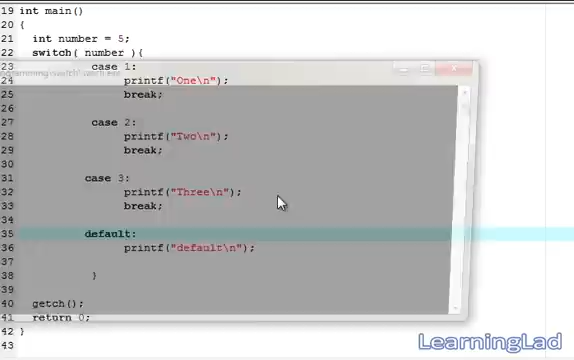 19 int main()
20 {
21 int number = 5;
22 switch( number ){
23 case 1:
24 printf("One\n");
25 break;
26
27 case 2:
28 printf("Two\n");
29 break;
30
31 case 3:
32 printf("Three\n");
33 break;
34
35 default:
36 printf("default\n");
37
38 }
39
40 getch();
41 return 0;
42 }
43
LearningLad